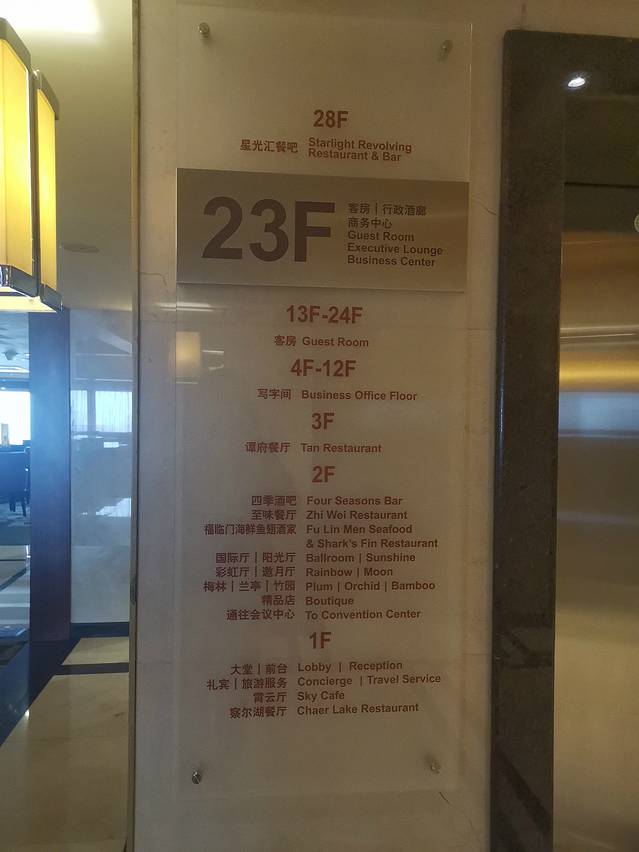 28F
星光汇餐吧 Starlight Revolving
Restaurant & Bar
23F
客房 | 行政酒廊
商务中心
Guest Room
Executive Lounge
Business Center
13F-24F
客房 Guest Room
4F-12F
写字间 Business Office Floor
3F
谭府餐厅 Tan Restaurant
2F
四季酒吧 Four Seasons Bar
至味餐厅 Zhi Wei Restaurant
福临门海鲜鱼翅酒家 Fu Lin Men Seafood
& Shark's Fin Restaurant
国际厅 | 阳光厅 Ballroom | Sunshine
彩虹厅 | 邀月厅 Rainbow | Moon
梅林 | 兰亭 | 竹园 Plum | Orchid | Bamboo
精品店 Boutique
通往会议中心 To Convention Center
1F
大堂 | 前台 Lobby | Reception
礼宾 | 旅游服务 Concierge | Travel Service
霄云厅 Sky Cafe
察尔湖餐厅 Chaer Lake Restaurant